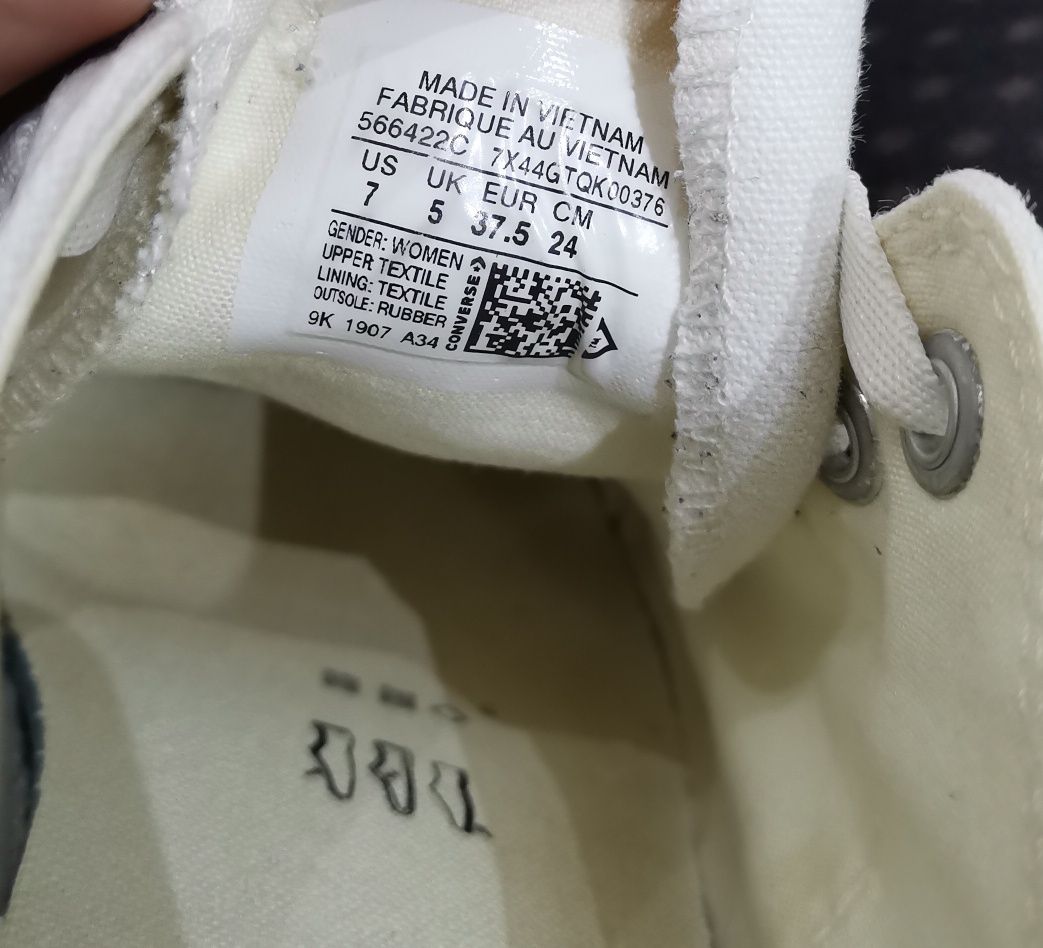 MADE IN VIETNAM
FABRIQUE AU VIETNAM
566422C 7X44GTQK00376
US UK EUR CM
7 5 37.5 24
GENDER: WOMEN
UPPER TEXTILE
LINING: TEXTILE
OUTSOLE: RUBBER
9K 1907 A34
CONVERSE
TM